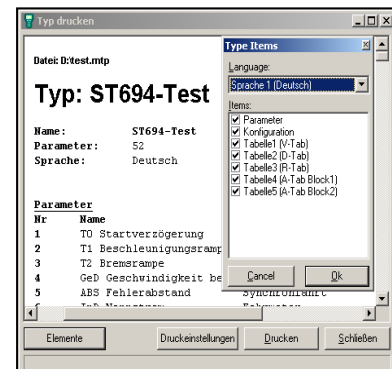 Typ drucken
Datei: D:\test.mtp
Typ: ST694-Test
Name: ST694-Test
Parameter: 52
Sprache: Deutsch
Parameter
Nr Name
1 T0 Startverzögerung
2 T1 Beschleunigungsramp
3 T2 Bremsrampe
4 GeD Geschwindigkeit be
5 ABS Fehlerabstand Synchronfahrt
Type Items
Language:
Sprache 1 (Deutsch)
Items:
Parameter
Konfiguration
Tabelle1 (V-Tab)
Tabelle2 (D-Tab)
Tabelle3 (R-Tab)
Tabelle4 (A-Tab Block1)
Tabelle5 (A-Tab Block2)
Cancel Ok
Elemente Druckeinstellungen Drucken Schließen